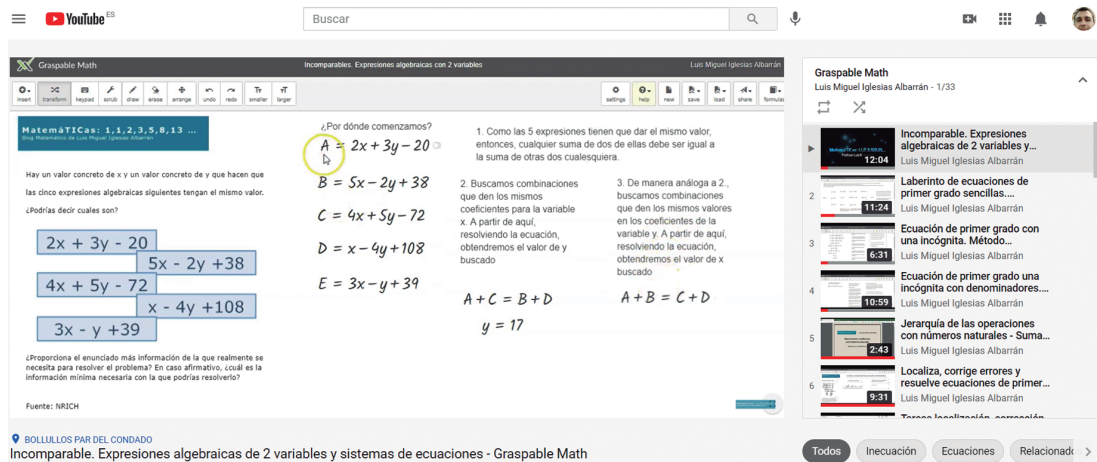 YouTube ES
Buscar
Graspable Math
Incomparables. Expresiones algebraicas con 2 variables
Luis Miguel Iglesias Albarrán
insert transform keypad scrub draw erase arrange undo redo smaller larger
settings help new save load share formulas
MatemáTICas: 1,1,2,3,5,8,13 ...
Blog Matemático de Luis Miguel Iglesias Albarrán
Hay un valor concreto de x y un valor concreto de y que hacen que
las cinco expresiones algebraicas siguientes tengan el mismo valor.
¿Podrías decir cuales son?
2x + 3y - 20
5x - 2y +38
4x + 5y - 72
x - 4y +108
3x - y +39
¿Proporciona el enunciado más información de la que realmente se
necesita para resolver el problema? En caso afirmativo, ¿cuál es la
información mínima necesaria con la que podrías resolverlo?
Fuente: NRICH
¿Por dónde comenzamos?
A = 2x + 3y - 20
B = 5x - 2y + 38
C = 4x + 5y - 72
D = x - 4y + 108
E = 3x - y + 39
1. Como las 5 expresiones tienen que dar el mismo valor,
entonces, cualquier suma de dos de ellas debe ser igual a
la suma de otras dos cualesquiera.
2. Buscamos combinaciones
que den los mismos
coeficientes para la variable
x. A partir de aquí,
resolviendo la ecuación,
obtendremos el valor de y
buscado
A + C = B + D
y = 17
3. De manera análoga a 2.,
buscamos combinaciones
que den los mismos valores
en los coeficientes de la
variable y. A partir de aquí,
resolviendo la ecuación,
obtendremos el valor de x
buscado
A + B = C + D
Graspable Math
Luis Miguel Iglesias Albarrán - 1/33
12:04
Incomparable. Expresiones
algebraicas de 2 variables y...
Luis Miguel Iglesias Albarrán
2
11:24
Laberinto de ecuaciones de
primer grado sencillas....
Luis Miguel Iglesias Albarrán
3
6:31
Ecuación de primer grado con
una incógnita. Método...
Luis Miguel Iglesias Albarrán
4
10:59
Ecuación de primer grado una
incógnita con denominadores....
Luis Miguel Iglesias Albarrán
5
2:43
Jerarquía de las operaciones
con números naturales - Suma...
Luis Miguel Iglesias Albarrán
6
9:31
Localiza, corrige errores y
resuelve ecuaciones de primer...
Luis Miguel Iglesias Albarrán
BOLLULLOS PAR DEL CONDADO
Incomparable. Expresiones algebraicas de 2 variables y sistemas de ecuaciones - Graspable Math
Todos Inecuación Ecuaciones Relacionado